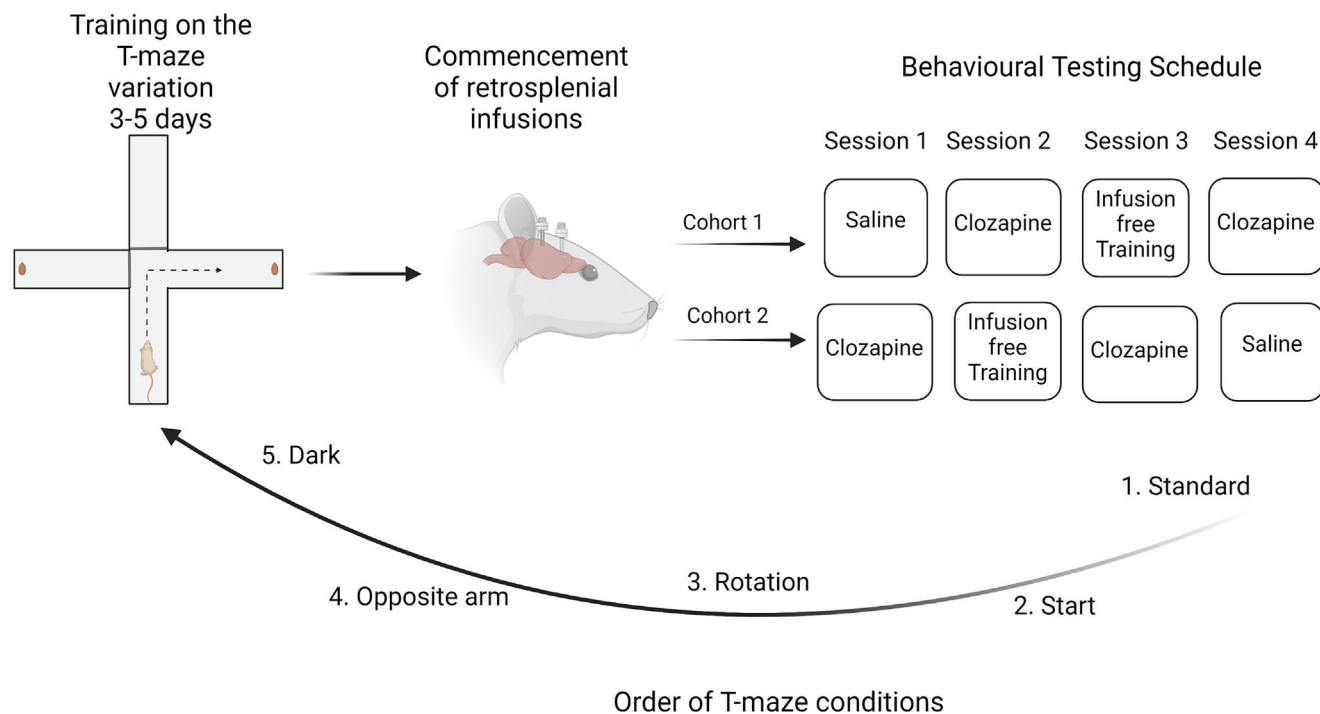 Training on the
T-maze
variation
3-5 days
Commencement
of retrosplenial
infusions
Behavioural Testing Schedule
Session 1 Session 2 Session 3 Session 4
Cohort 1
Saline
Clozapine
Infusion
free
Training
Clozapine
Cohort 2
Clozapine
Infusion
free
Training
Clozapine
Saline
1. Standard
2. Start
3. Rotation
4. Opposite arm
5. Dark
Order of T-maze conditions